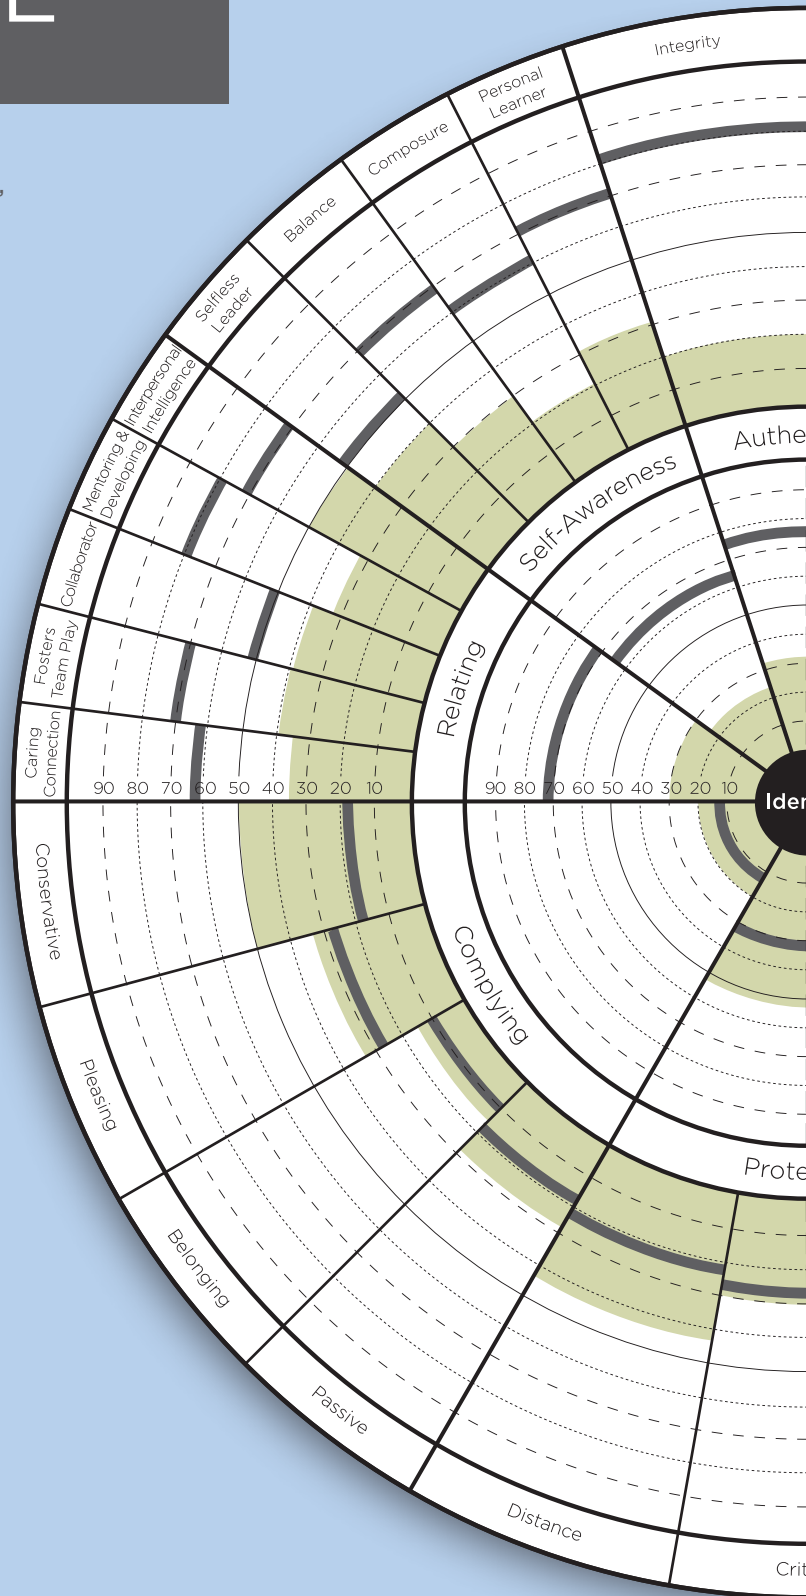 Integrity
Personal
Learner
Composure
Balance
Selfless
Leader
Interpersonal
Intelligence
Mentoring &
Developing
Collaborator
Fosters
Team Play
Caring
Connection
Authe
Self-Awareness
Relating
90 80 70 60 50 40 30 20 10
90 80 70 60 50 40 30 20 10
Iden
Conservative
Complying
Pleasing
Belonging
Passive
Prote
Distance
Crit